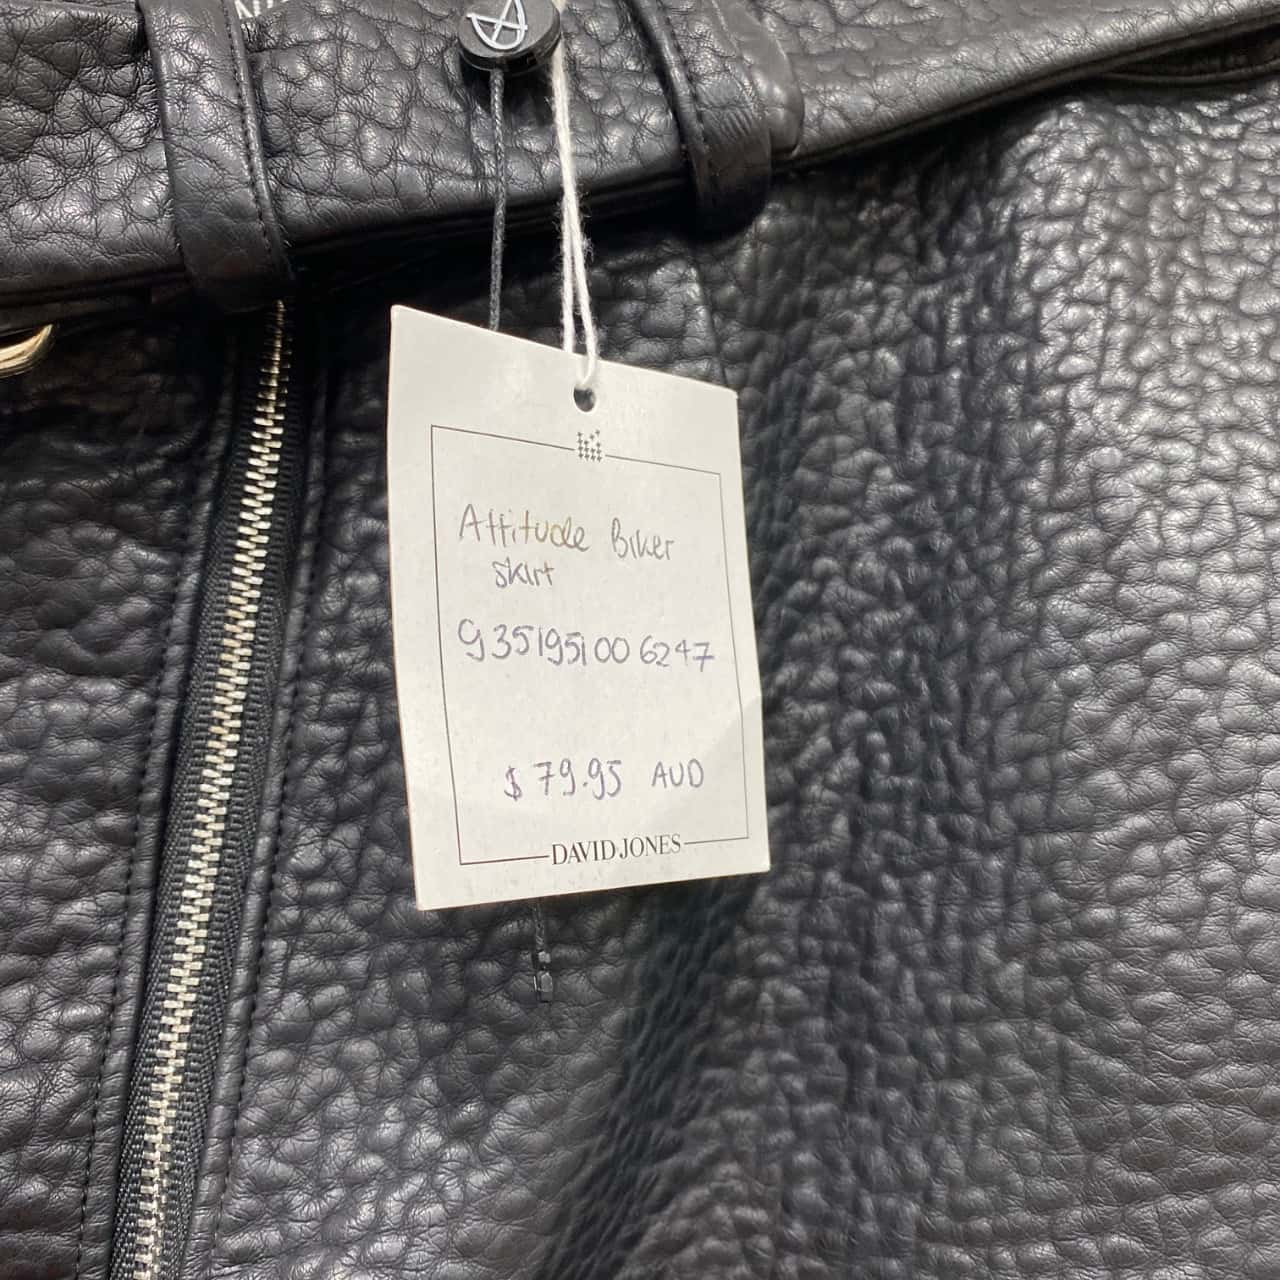 Attitude Biker
Skirt
9351951006247
$79.95 AUD
DAVID JONES